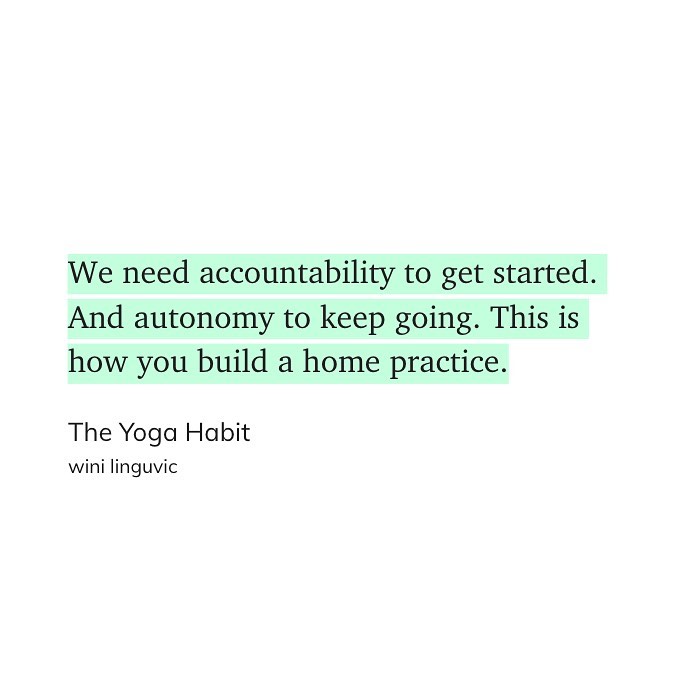 We need accountability to get started.
And autonomy to keep going. This is
how you build a home practice.
The Yoga Habit
wini linguvic